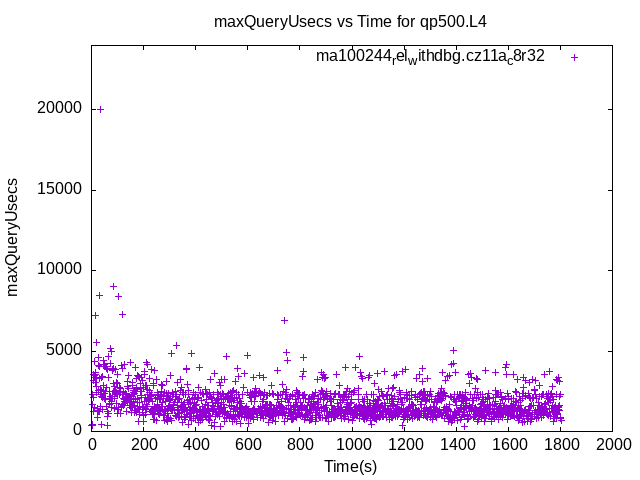 maxQueryUsecs vs Time for qp500.L4
ma100244relwithdbg.cz11ac8r32
20000
15000
10000
5000
0
maxQueryUsecs
0 200 400 600 800 1000 1200 1400 1600 1800 2000
Time(s)